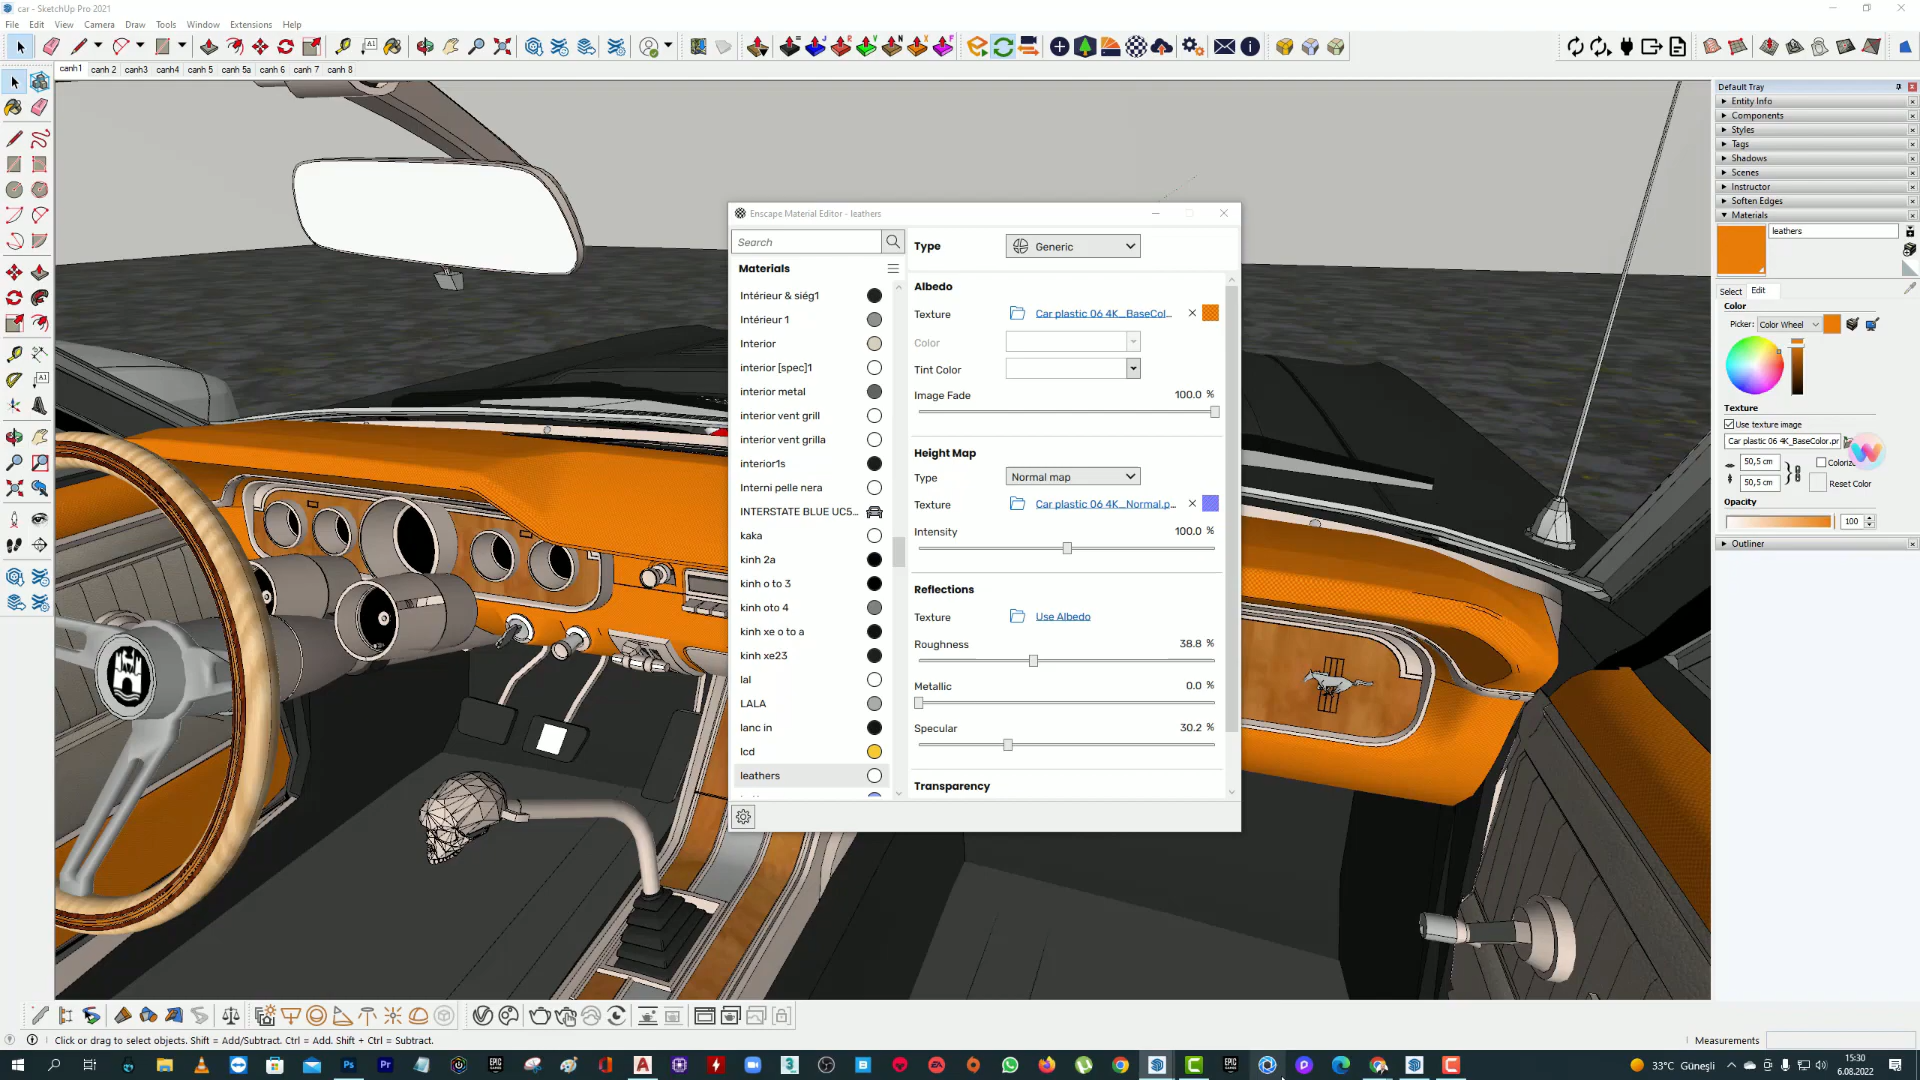 car - SketchUp Pro 2021
File Edit View Camera Draw Tools Window Extensions Help
canh1 canh 2 canh3 canh4 canh 5 canh 5a canh 6 canh 7 canh 8
Enscape Material Editor - leathers
Search
Materials
Intérieur & siég1
Intérieur 1
Interior
interior [spec]1
interior metal
interior vent grill
interior vent grilla
interior1s
Interni pelle nera
INTERSTATE BLUE UC5...
kaka
kinh 2a
kinh o to 3
kinh oto 4
kinh xe o to a
kinh xe23
lal
LALA
lanc in
lcd
leathers
Type Generic
Albedo
Texture Car plastic 06 4K_BaseCol...
Color
Tint Color
Image Fade 100.0 %
Height Map
Type Normal map
Texture Car plastic 06 4K_Normal.p...
Intensity 100.0 %
Reflections
Texture Use Albedo
Roughness 38.8 %
Metallic 0.0 %
Specular 30.2 %
Transparency
Default Tray
Entity Info
Components
Styles
Tags
Shadows
Scenes
Instructor
Soften Edges
Materials
leathers
Select Edit
Color
Picker: Color Wheel
Texture
Use texture image
Car plastic 06 4K_BaseColor.pr
50,5 cm
Coloriz
50,5 cm
Reset Color
Opacity
100
Outliner
Click or drag to select objects. Shift = Add/Subtract. Ctrl = Add. Shift + Ctrl = Subtract.
Measurements
33°C Güneşli
15:30
6.08.2022